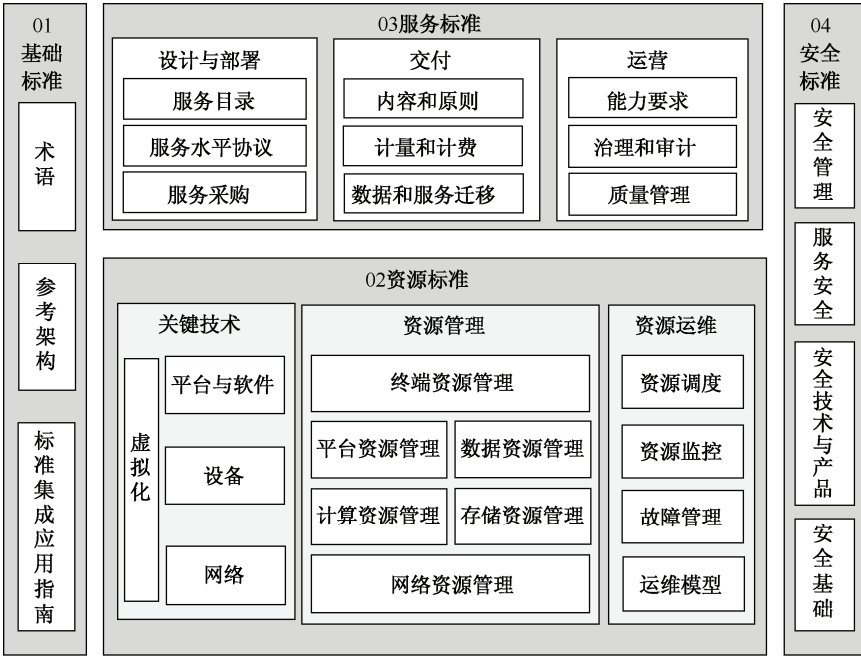 01
基础
标准
术语
参考架构
标准集成应用指南
03服务标准
设计与部署
服务目录
服务水平协议
服务采购
交付
内容和原则
计量和计费
数据和服务迁移
运营
能力要求
治理和审计
质量管理
02资源标准
关键技术
虚拟化
平台与软件
设备
网络
资源管理
终端资源管理
平台资源管理
数据资源管理
计算资源管理
存储资源管理
网络资源管理
资源运维
资源调度
资源监控
故障管理
运维模型
04
安全
标准
安全管理
服务安全
安全技术与产品
安全基础